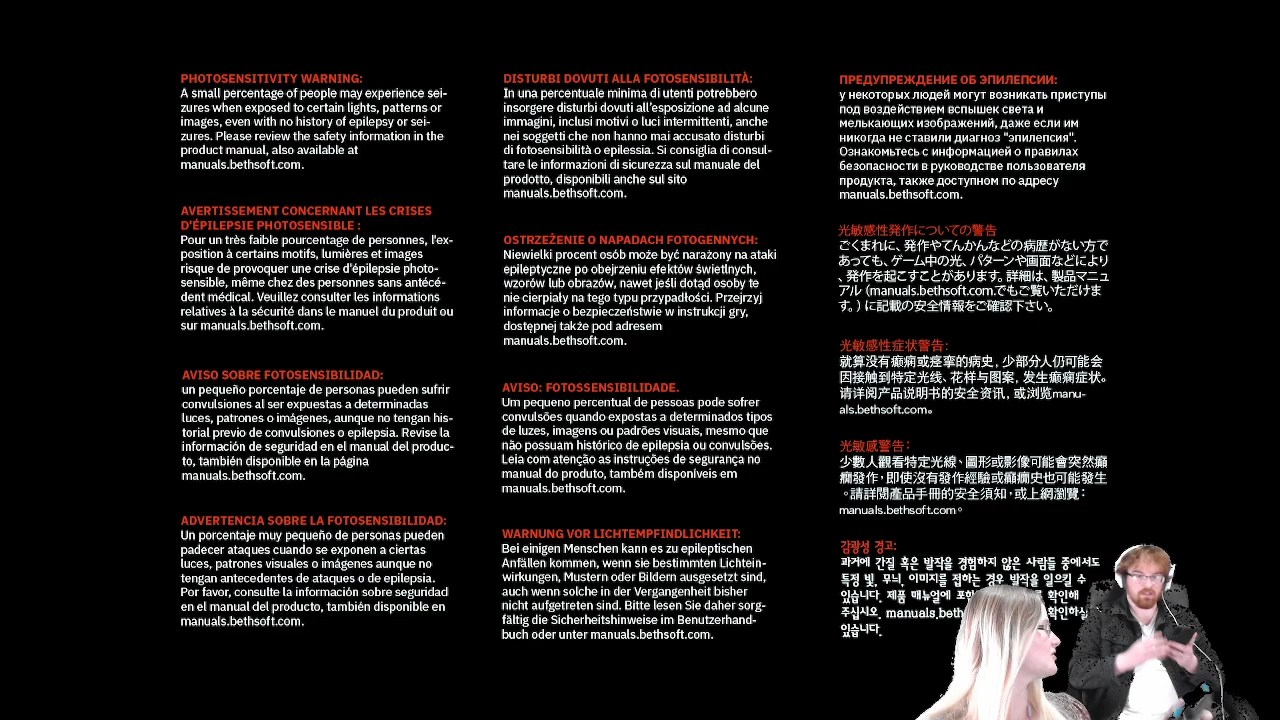 PHOTOSENSITIVITY WARNING:
A small percentage of people may experience sei-
zures when exposed to certain lights, patterns or
images, even with no history of epilepsy or sei-
zures. Please review the safety information in the
product manual, also available at
manuals.bethsoft.com.
AVERTISSEMENT CONCERNANT LES CRISES
D'ÉPILEPSIE PHOTOSENSIBLE :
Pour un très faible pourcentage de personnes, l'ex-
position à certains motifs, lumières et images
risque de provoquer une crise d'épilepsie photo-
sensible, même chez des personnes sans antécé-
dent médical. Veuillez consulter les informations
relatives à la sécurité dans le manuel du produit ou
sur manuals.bethsoft.com.
AVISO SOBRE FOTOSENSIBILIDAD:
un pequeño porcentaje de personas pueden sufrir
convulsiones al ser expuestas a determinadas
luces, patrones o imágenes, aunque no tengan his-
torial previo de convulsiones o epilepsia. Revise la
información de seguridad en el manual del produc-
to, también disponible en la página
manuals.bethsoft.com.
ADVERTENCIA SOBRE LA FOTOSENSIBILIDAD:
Un porcentaje muy pequeño de personas pueden
padecer ataques cuando se exponen a ciertas
luces, patrones visuales o imágenes aunque no
tengan antecedentes de ataques o de epilepsia.
Por favor, consulte la información sobre seguridad
en el manual del producto, también disponible en
manuals.bethsoft.com.
DISTURBI DOVUTI ALLA FOTOSENSIBILITÀ:
In una percentuale minima di utenti potrebbero
insorgere disturbi dovuti all'esposizione ad alcune
immagini, inclusi motivi o luci intermittenti, anche
nei soggetti che non hanno mai accusato disturbi
di fotosensibilità o epilessia. Si consiglia di consul-
tare le informazioni di sicurezza sul manuale del
prodotto, disponibili anche sul sito
manuals.bethsoft.com.
OSTRZEŻENIE O NAPADACH FOTOGENNYCH:
Niewielki procent osób może być narażony na ataki
epileptyczne po obejrzeniu efektów świetlnych,
wzorów lub obrazów, nawet jeśli dotąd osoby te
nie cierpiały na tego typu przypadłości. Przejrzyj
informacje o bezpieczeństwie w instrukcji gry,
dostępnej także pod adresem
manuals.bethsoft.com.
AVISO: FOTOSSENSIBILIDADE.
Um pequeno percentual de pessoas pode sofrer
convulsões quando expostas a determinados tipos
de luzes, imagens ou padrões visuais, mesmo que
não possuam histórico de epilepsia ou convulsões.
Leia com atenção as instruções de segurança no
manual do produto, também disponíveis em
manuals.bethsoft.com.
WARNUNG VOR LICHTEMPFINDLICHKEIT:
Bei einigen Menschen kann es zu epileptischen
Anfällen kommen, wenn sie bestimmten Lichtein-
wirkungen, Mustern oder Bildern ausgesetzt sind,
auch wenn solche in der Vergangenheit bisher
nicht aufgetreten sind. Bitte lesen Sie daher sorg-
fältig die Sicherheitshinweise im Benutzerhand-
buch oder unter manuals.bethsoft.com.
ПРЕДУПРЕЖДЕНИЕ ОБ ЭПИЛЕПСИИ:
у некоторых людей могут возникать приступы
под воздействием вспышек света и
мелькающих изображений, даже если им
никогда не ставили диагноз "эпилепсия".
Ознакомьтесь с информацией о правилах
безопасности в руководстве пользователя
продукта, также доступном по адресу
manuals.bethsoft.com.
光敏感性発作についての警告
ごくまれに、発作やてんかんなどの病歴がない方で
あっても、ゲーム中の光、パターンや画面などにより
、発作を起こすことがあります。詳細は、製品マニュ
アル (manuals.bethsoft.comでもご覧いただけま
す。) に記載の安全情報をご確認下さい。
光敏感性症状警告:
就算没有癫痫或痉挛的病史, 少部分人仍可能会
因接触到特定光线、花样与图案, 发生癫痫症状。
请详阅产品说明书的安全资讯, 或浏览manu-
als.bethsoft.com。
光敏感警告:
少數人觀看特定光線、圖形或影像可能會突然癲
癇發作,即使沒有發作經驗或癲癇史也可能發生
。請詳閱產品手冊的安全須知,或上網瀏覽:
manuals.bethsoft.com。
감광성 경고:
과거에 간질 혹은 발작을 경험하지 않은 사람들 중에서도
특정 빛, 무늬, 이미지를 접하는 경우 발작을 일으킬 수
있습니다. 제품 매뉴얼에 확인해
주십시오. manuals.beth
있습니다.